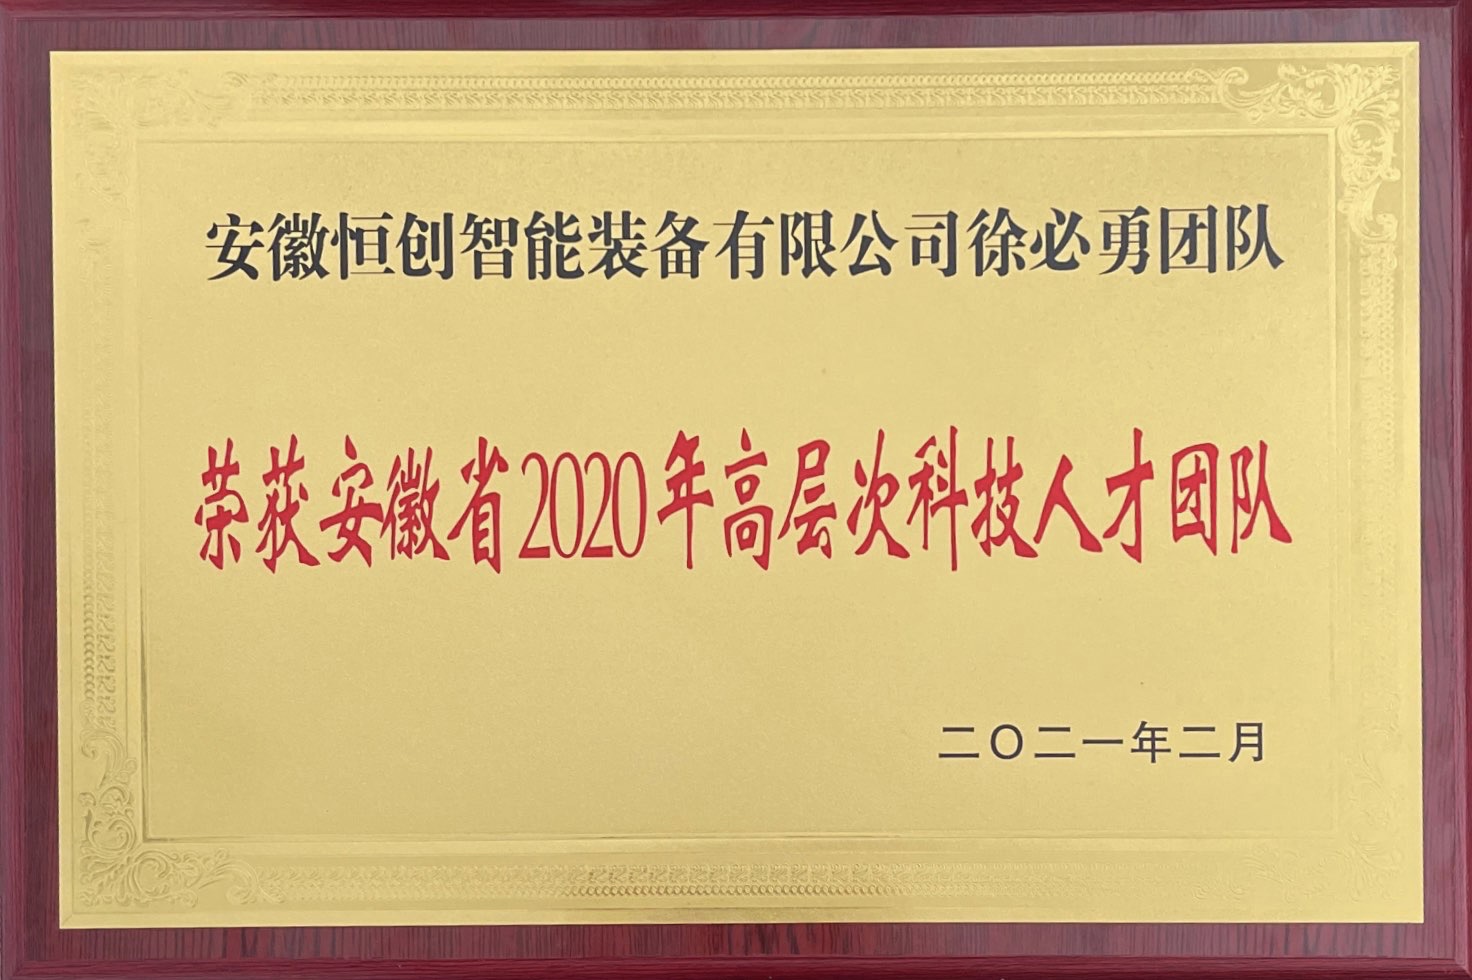 安徽恒创智能装备有限公司徐必勇团队
荣获安徽省2020年高层次科技人才团队
二〇二一年二月